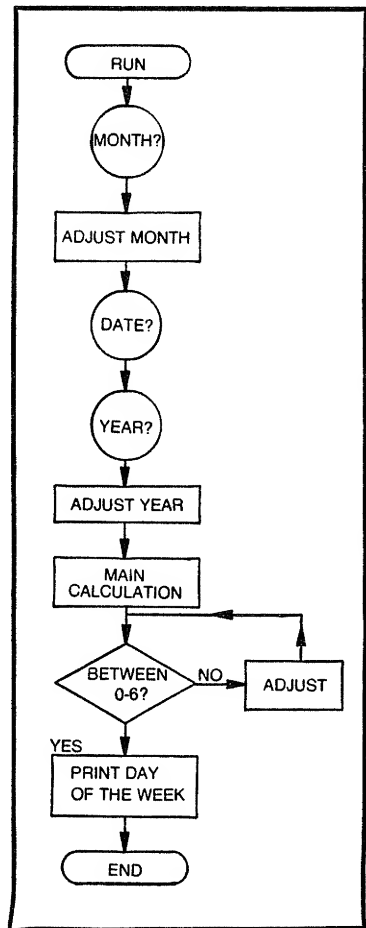 RUN
MONTH?
ADJUST MONTH
DATE?
YEAR?
ADJUST YEAR
MAIN
CALCULATION
BETWEEN
0-6?
NO
ADJUST
YES
PRINT DAY
OF THE WEEK
END